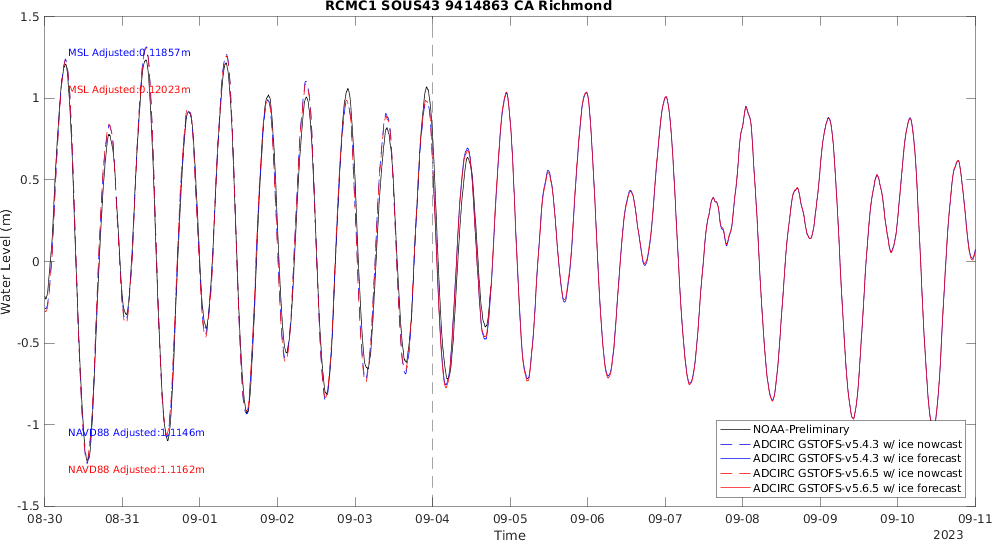 RCMC1 SOUS43 9414863 CA Richmond
1.5
MSL Adjusted:0.11857m
MSL Adjusted:0.12023m
1
0.5
Water Level (m)
0
-0.5
-1
NAVD88 Adjusted:1.1146m
NAVD88 Adjusted:1.1162m
-1.5
NOAA-Preliminary
ADCIRC GSTOFS-v5.4.3 w/ ice nowcast
ADCIRC GSTOFS-v5.4.3 w/ ice forecast
ADCIRC GSTOFS-v5.6.5 w/ ice nowcast
ADCIRC GSTOFS-v5.6.5 w/ ice forecast
08-30 08-31 09-01 09-02 09-03 09-04 09-05 09-06 09-07 09-08 09-09 09-10 09-11
Time
2023